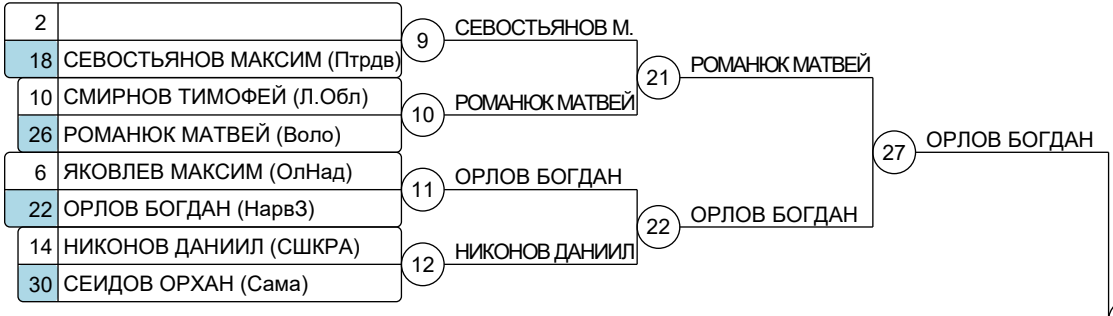 2
18 СЕВОСТЬЯНОВ МАКСИМ (Птрдв)
10 СМИРНОВ ТИМОФЕЙ (Л.Обл)
26 РОМАНЮК МАТВЕЙ (Воло)
6 ЯКОВЛЕВ МАКСИМ (ОлНад)
22 ОРЛОВ БОГДАН (Нарв3)
14 НИКОНОВ ДАНИИЛ (СШКРА)
30 СЕИДОВ ОРХАН (Сама)
9 СЕВОСТЬЯНОВ М.
10 РОМАНЮК МАТВЕЙ
11 ОРЛОВ БОГДАН
12 НИКОНОВ ДАНИИЛ
21 РОМАНЮК МАТВЕЙ
22 ОРЛОВ БОГДАН
27 ОРЛОВ БОГДАН